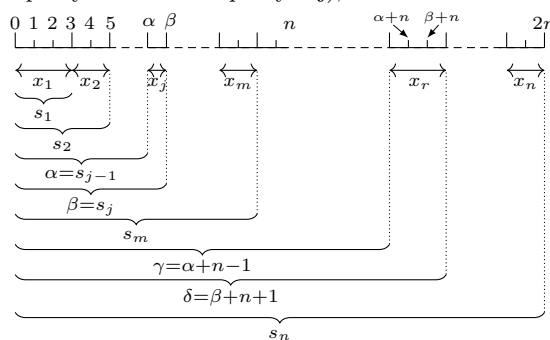 0 1 2 3 4 5 α β n α+n β+n
x₁ x₂ xⱼ xₘ xᵣ xₙ
s₁
s₂
α=sⱼ₋₁
β=sⱼ
sₘ
γ=α+n−1
δ=β+n+1
sₙ